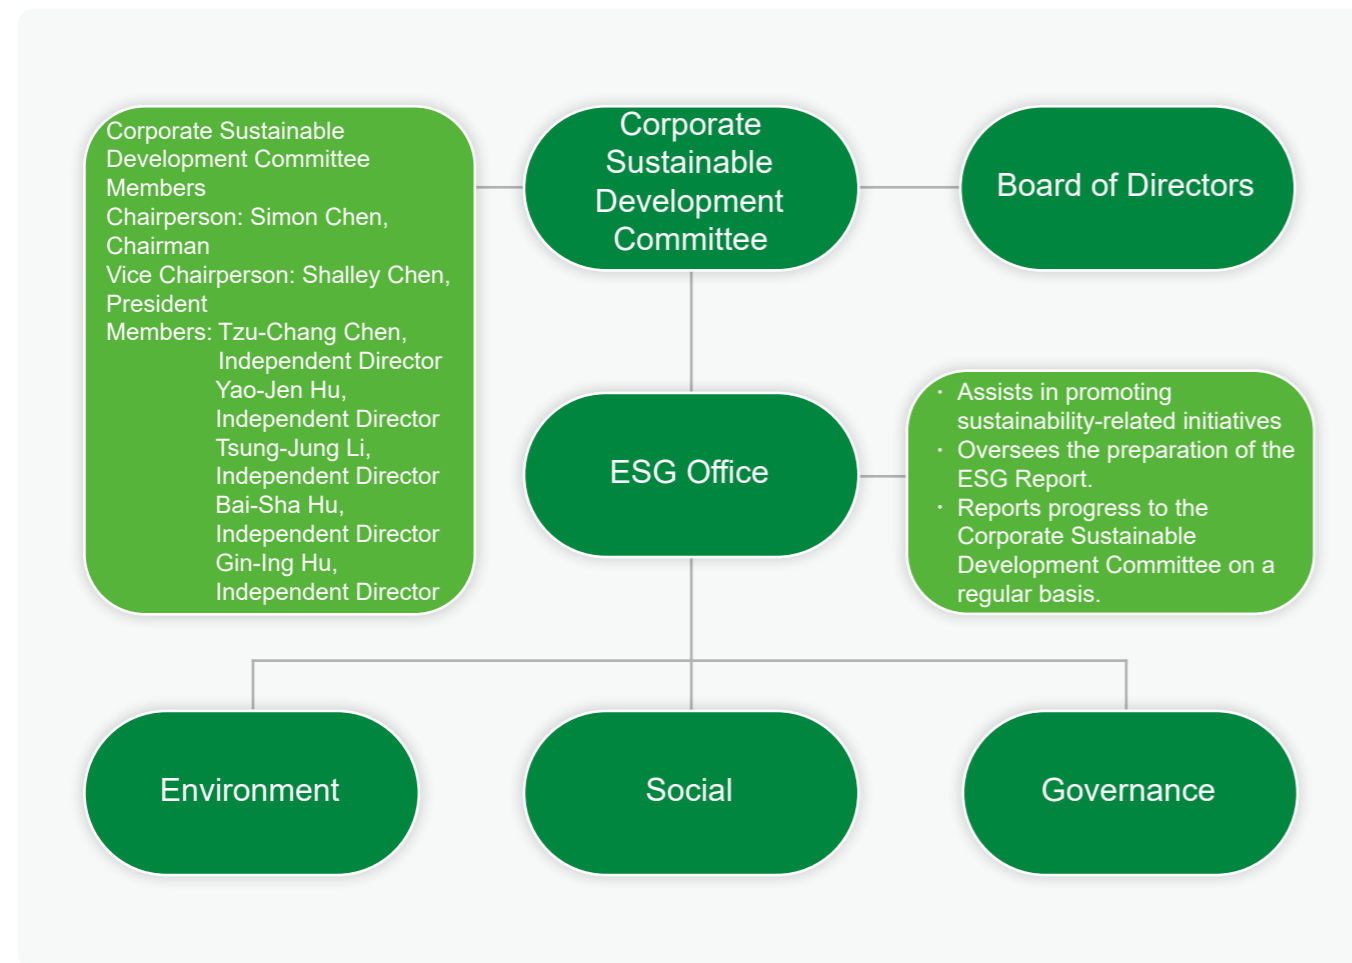 Corporate Sustainable
Development Committee
Members
Chairperson: Simon Chen,
Chairman
Vice Chairperson: Shalley Chen,
President
Members: Tzu-Chang Chen,
Independent Director
Yao-Jen Hu,
Independent Director
Tsung-Jung Li,
Independent Director
Bai-Sha Hu,
Independent Director
Gin-Ing Hu,
Independent Director
Corporate
Sustainable
Development
Committee
Board of Directors
ESG Office
· Assists in promoting
sustainability-related initiatives
· Oversees the preparation of the
ESG Report.
· Reports progress to the
Corporate Sustainable
Development Committee on a
regular basis.
Environment
Social
Governance